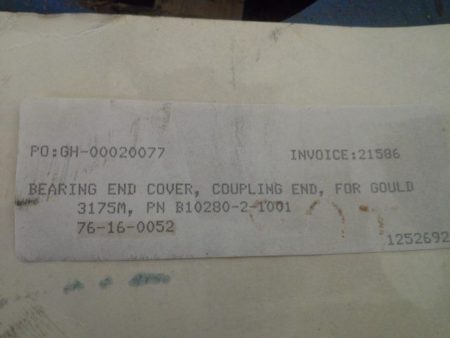 PO:GH-00020077
INVOICE:21586
BEARING END COVER, COUPLING END, FOR GOULD
3175M, PN B10280-2-1001
76-16-0052
1252692